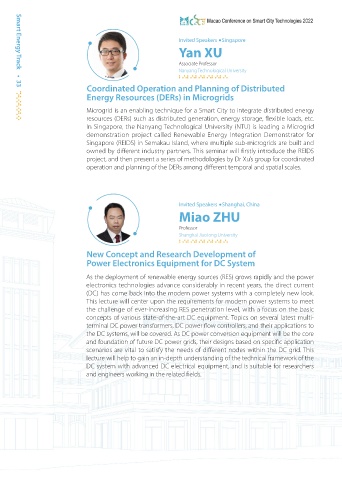 Macao Conference on Smart City Technologies 2022
Smart Energy Track • 33
Invited Speakers • Singapore
Yan XU
Associate Professor
Nanyang Technological University
Coordinated Operation and Planning of Distributed
Energy Resources (DERs) in Microgrids
Microgrid is an enabling technique for a Smart City to integrate distributed energy
resources (DERs) such as distributed generation, energy storage, flexible loads, etc.
In Singapore, the Nanyang Technological University (NTU) is leading a Microgrid
demonstration project called Renewable Energy Integration Demonstrator for
Singapore (REIDS) in Semakau Island, where multiple sub-microgrids are built and
owned by different industry partners. This seminar will firstly introduce the REIDS
project, and then present a series of methodologies by Dr Xu's group for coordinated
operation and planning of the DERs among different temporal and spatial scales.
Invited Speakers • Shanghai, China
Miao ZHU
Professor
Shanghai Jiaotong University
New Concept and Research Development of
Power Electronics Equipment for DC System
As the deployment of renewable energy sources (RES) grows rapidly and the power
electronics technologies advance considerably in recent years, the direct current
(DC) has come back into the modern power systems with a completely new look.
This lecture will center upon the requirements for modern power systems to meet
the challenge of ever-increasing RES penetration level, with a focus on the basic
concepts of various state-of-the-art DC equipment. Topics on several latest multi-
terminal DC power transformers, DC power flow controllers, and their applications to
the DC systems, will be covered. As DC power conversion equipment will be the core
and foundation of future DC power grids, their designs based on specific application
scenarios are vital to satisfy the needs of different nodes within the DC grid. This
lecture will help to gain an in-depth understanding of the technical framework of the
DC system with advanced DC electrical equipment, and is suitable for researchers
and engineers working in the related fields.